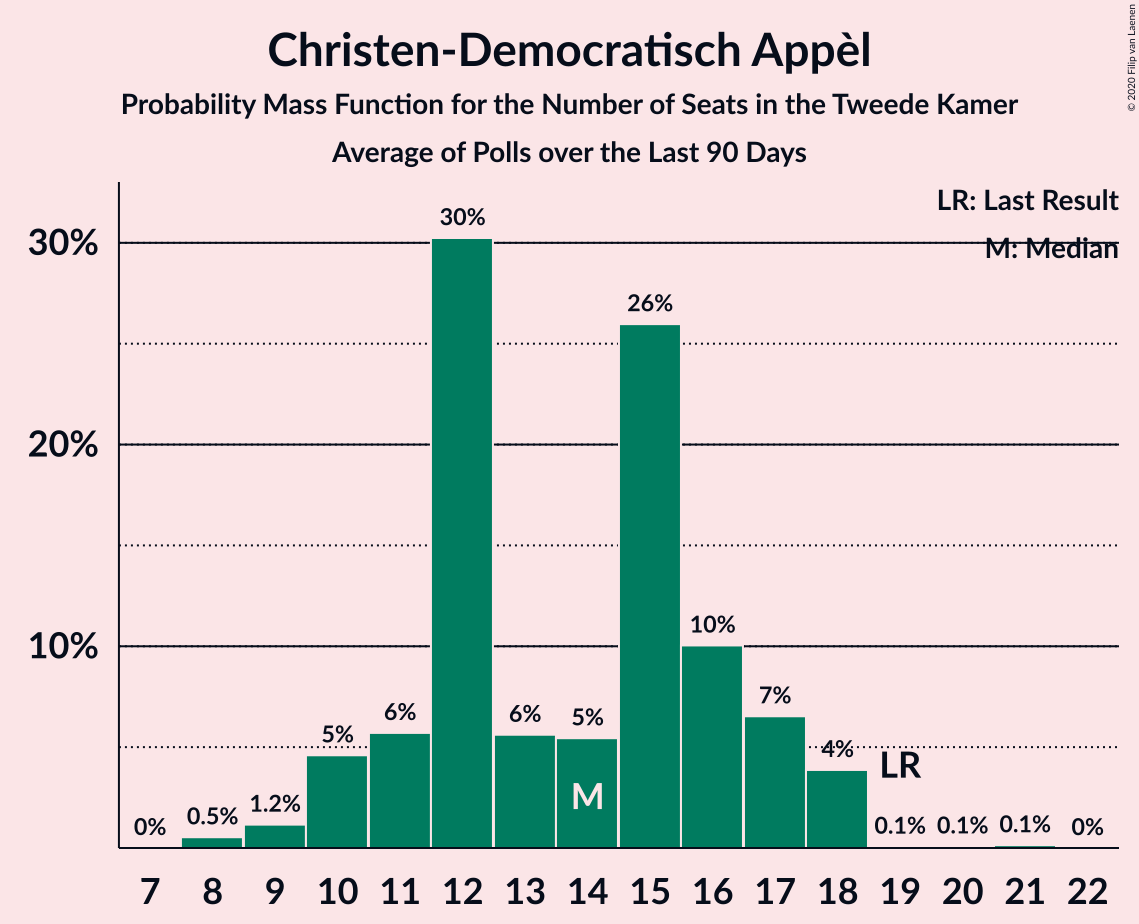 Christen-Democratisch Appèl
Probability Mass Function for the Number of Seats in the Tweede Kamer
Average of Polls over the Last 90 Days
© 2020 Filip van Laenen
LR: Last Result
M: Median
30%
20%
10%
0%
0.5%
1.2%
5%
6%
30%
6%
5%
26%
10%
7%
4%
0.1%
0.1%
0.1%
0%
M
LR
7 8 9 10 11 12 13 14 15 16 17 18 19 20 21 22